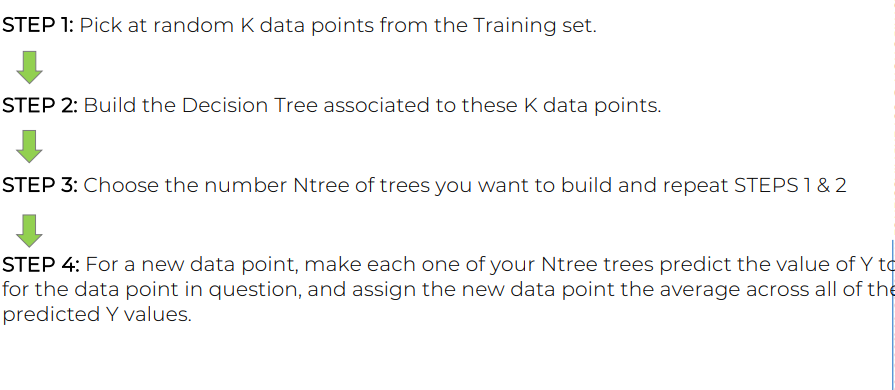 STEP 1: Pick at random K data points from the Training set.
STEP 2: Build the Decision Tree associated to these K data points.
STEP 3: Choose the number Ntree of trees you want to build and repeat STEPS 1 & 2
STEP 4: For a new data point, make each one of your Ntree trees predict the value of Y to
for the data point in question, and assign the new data point the average across all of the
predicted Y values.